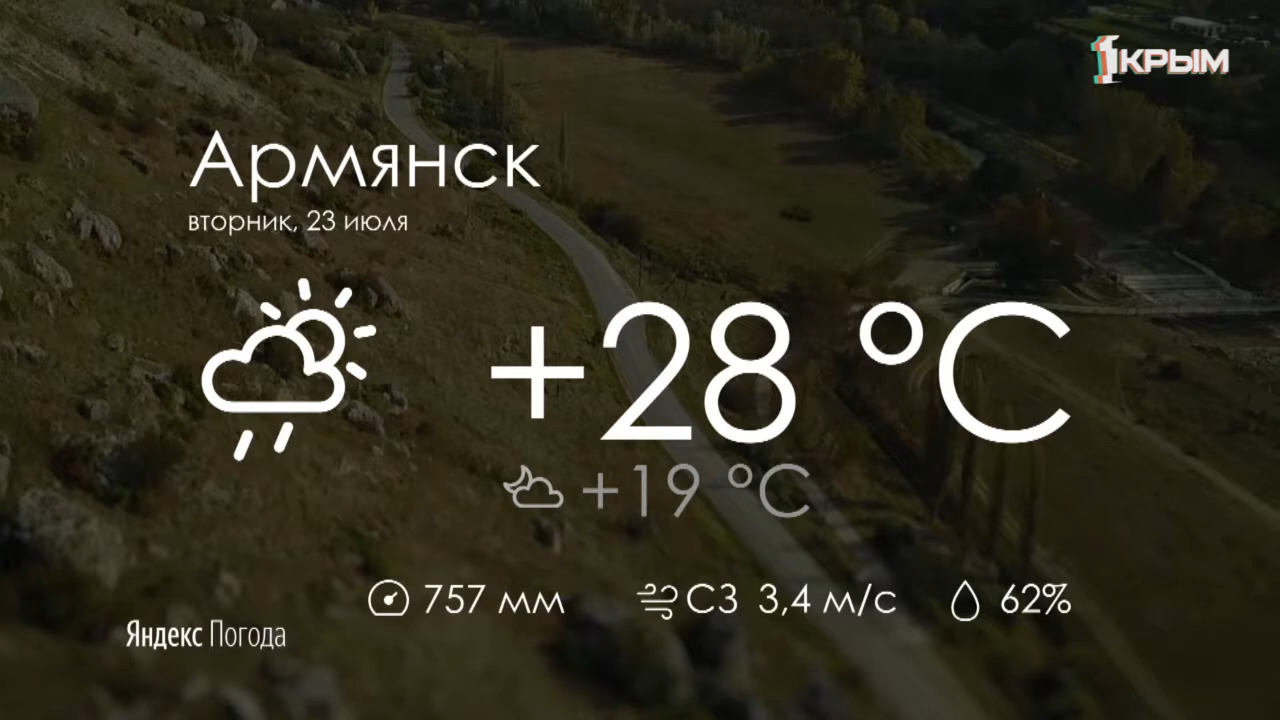 1КРЫМ
Армянск
вторник, 23 июля
+28 °C
+19 °C
757 мм СЗ 3,4 м/с 62%
Яндекс Погода